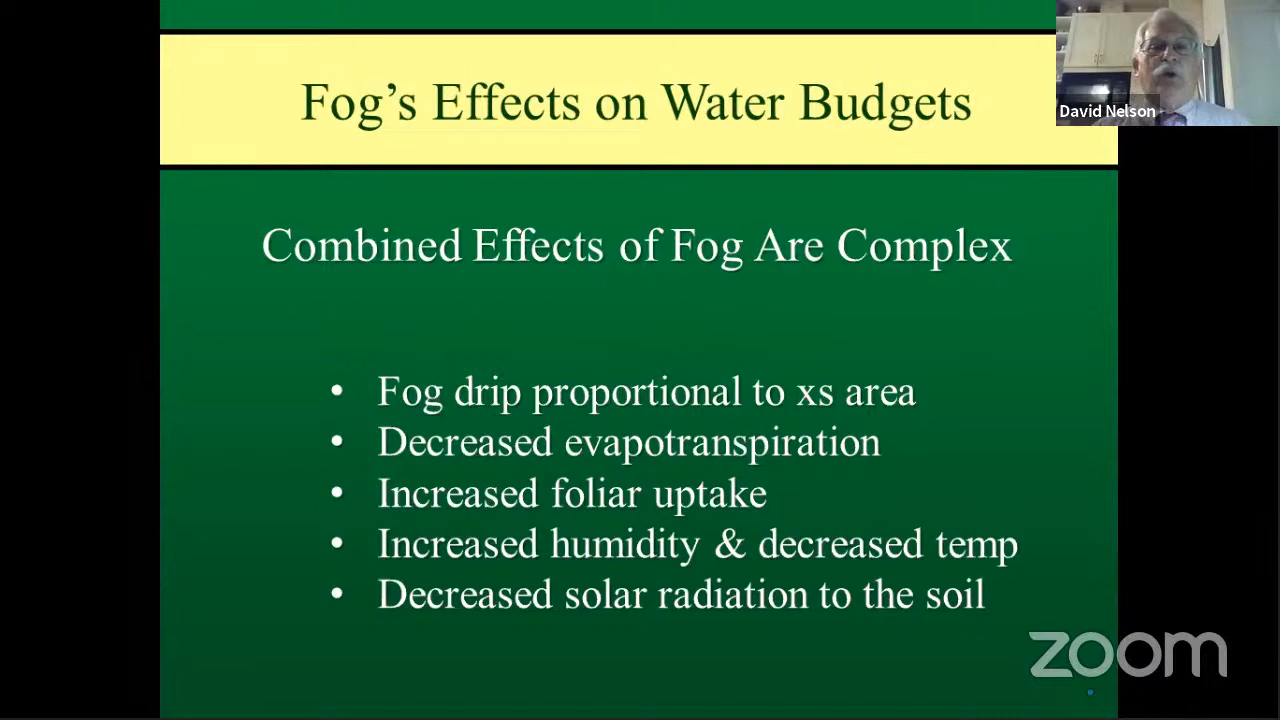 Fog’s Effects on Water Budgets
David Nelson
Combined Effects of Fog Are Complex
• Fog drip proportional to xs area
• Decreased evapotranspiration
• Increased foliar uptake
• Increased humidity & decreased temp
• Decreased solar radiation to the soil
zoom